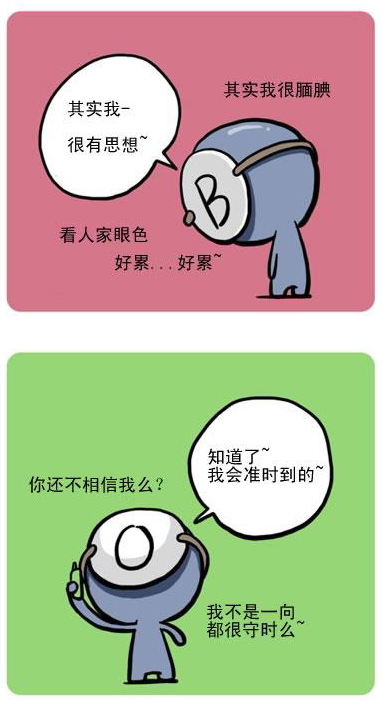 其实我很腼腆
其实我-
很有思想~
B
看人家眼色
好累...好累~
知道了~
我会准时到的~
你还不相信我么?
O
我不是一向
都很守时么~